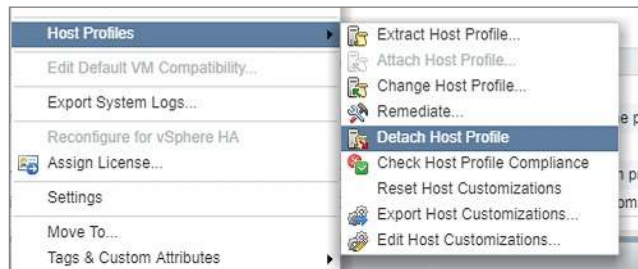 Host Profiles
Edit Default VM Compatibility...
Export System Logs...
Reconfigure for vSphere HA
Assign License...
Settings
Move To...
Tags & Custom Attributes
Extract Host Profile...
Attach Host Profile...
Change Host Profile...
Remediate...
Detach Host Profile
Check Host Profile Compliance
Reset Host Customizations
Export Host Customizations...
Edit Host Customizations...